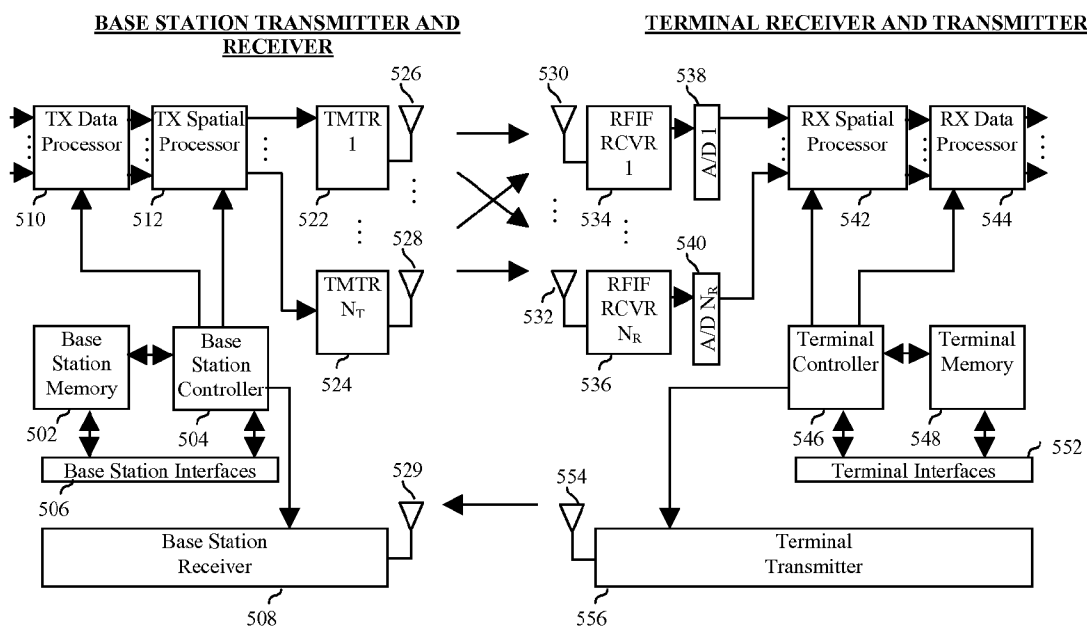 BASE STATION TRANSMITTER AND
RECEIVER
TERMINAL RECEIVER AND TRANSMITTER
526
530
538
TX Data
Processor
TX Spatial
Processor
TMTR
1
RFIF
RCVR
1
A/D 1
RX Spatial
Processor
RX Data
Processor
510
512
522
534
542
544
528
540
TMTR
NT
532
RFIF
RCVR
NR
A/D NR
Base
Station
Memory
Base
Station
Controller
Terminal
Controller
Terminal
Memory
524
536
502
504
546
548
552
Base Station Interfaces
Terminal Interfaces
506
529
554
Base Station
Receiver
Terminal
Transmitter
508
556